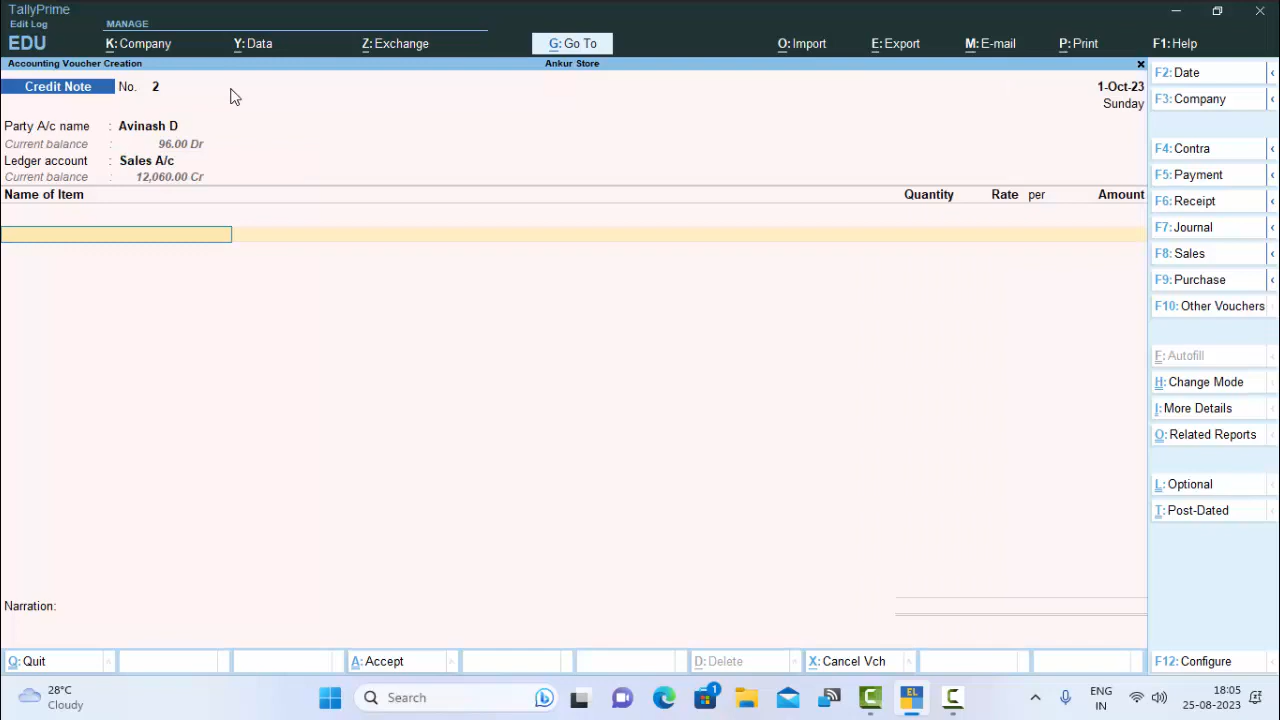 TallyPrime
Edit Log
EDU
MANAGE
K: Company Y: Data Z: Exchange G: Go To O: Import E: Export M: E-mail P: Print F1: Help
Accounting Voucher Creation Ankur Store
Credit Note No. 2 1-Oct-23
Sunday
Party A/c name : Avinash D
Current balance : 96.00 Dr
Ledger account : Sales A/c
Current balance : 12,060.00 Cr
Name of Item Quantity Rate per Amount
Narration:
F2: Date
F3: Company
F4: Contra
F5: Payment
F6: Receipt
F7: Journal
F8: Sales
F9: Purchase
F10: Other Vouchers
F: Autofill
H: Change Mode
I: More Details
O: Related Reports
L: Optional
T: Post-Dated
Q: Quit A: Accept D: Delete X: Cancel Vch F12: Configure
28°C
Cloudy
Search
1
EL
ENG
IN
18:05
25-08-2023